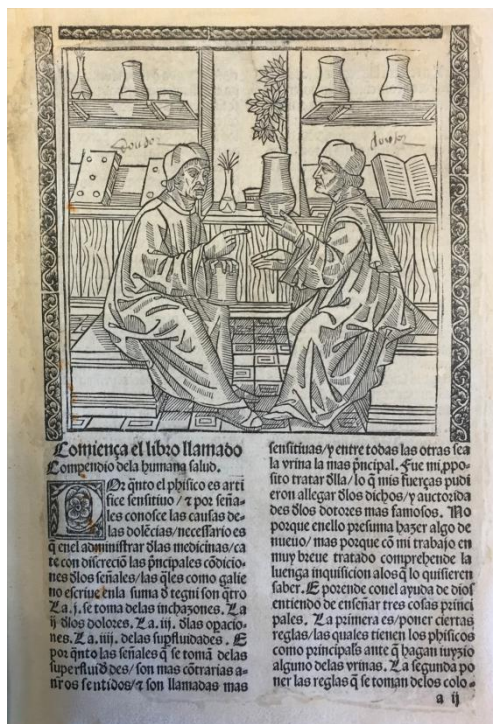 Comiença el libro llamado
Compendio dela humana salud.
POr q̃nto el phisico es arti
fice sensitiuo / ⁊ por seña-
les conosce las causas de-
las dolẽcias/necessario es
q̃ enel administrar dlas medicinas/ca
te con discreciõ las p̃ncipales cõdicio-
nes dlos señales/las q̃les como galie
no escriue enla suma d tegni son q̃tro
La .j. se toma delas inchazones. La
ij. dlos dolores. La .iij. dlas opacio-
nes. La .iiij. delas supfluidades. E
por q̃nto las señales q̃ se tomã delas
superfluiddes / son mas cõtrarias a-
nros sentidos/⁊ son llamadas mas
sensitiuas/y entre todas las otras sea
la vrina la mas p̃ncipal. Fue mi p̃po-
sito tratar dlla / lo q̃ mis fuerças pudi
eron allegar dlos dichos/y auctorida
des dlos dotores mas famosos. No
porque enello presuma hazer algo de
nueuo/ mas porque cõ mi trabajo en
muy breue tratado comprehende la
luenga inquisicion alos q̃ lo quisieren
saber. E porende conel ayuda de dios
entiendo de enseñar tres cosas princi
pales. La primera es/poner ciertas
reglas/las quales tienen los phisicos
como principales ante q̃ hagan iuyzio
alguno delas vrinas. La segunda po
ner las reglas q̃ se toman delos colo-
a ij